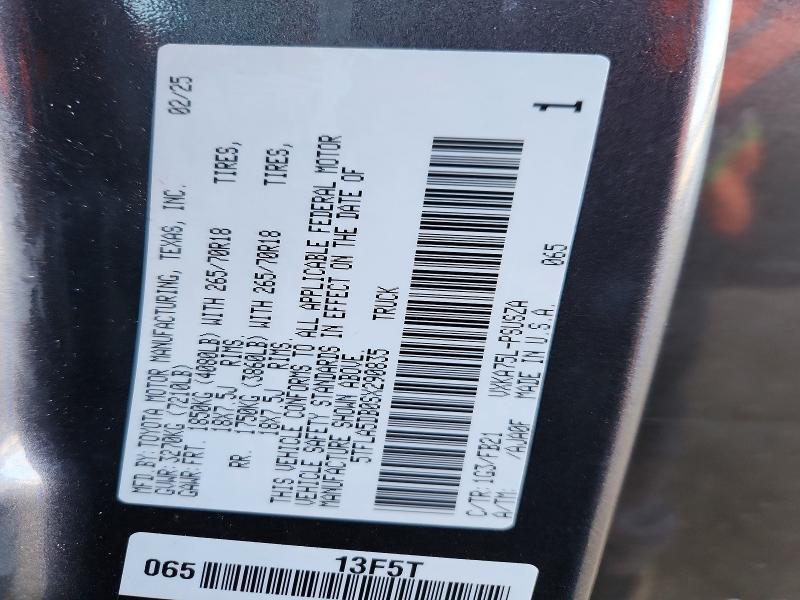 MFD BY: TOYOTA MOTOR MANUFACTURING, TEXAS, INC. 02/25
GVWR: 3270KG (7210LB)
GAWR: FRT. 1850KG (4080LB) WITH 265/70R18 TIRES,
18X7.5J RIMS.
RR. 1750KG (3860LB) WITH 265/70R18 TIRES,
18X7.5J RIMS.
THIS VEHICLE CONFORMS TO ALL APPLICABLE FEDERAL MOTOR
VEHICLE SAFETY STANDARDS IN EFFECT ON THE DATE OF
MANUFACTURE SHOWN ABOVE.
5TFLA5DB0SX290835 TRUCK
C/TR: 1G3/FB21 VXKA75L-PSUSZA 065
A/TM: /AJA0F MADE IN U.S.A.
1
065 13F5T